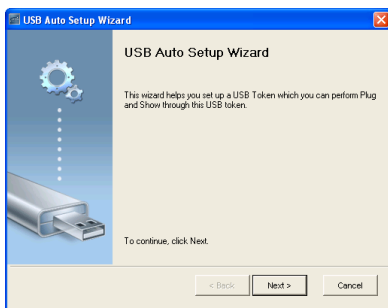 USB Auto Setup Wizard
USB Auto Setup Wizard
This wizard helps you set up a USB Token which you can perform Plug
and Show through this USB token.
To continue, click Next.
< Back
Next >
Cancel